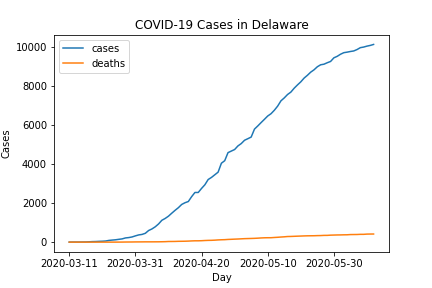 COVID-19 Cases in Delaware
cases
deaths
10000
8000
6000
4000
2000
0
Cases
2020-03-11 2020-03-31 2020-04-20 2020-05-10 2020-05-30
Day